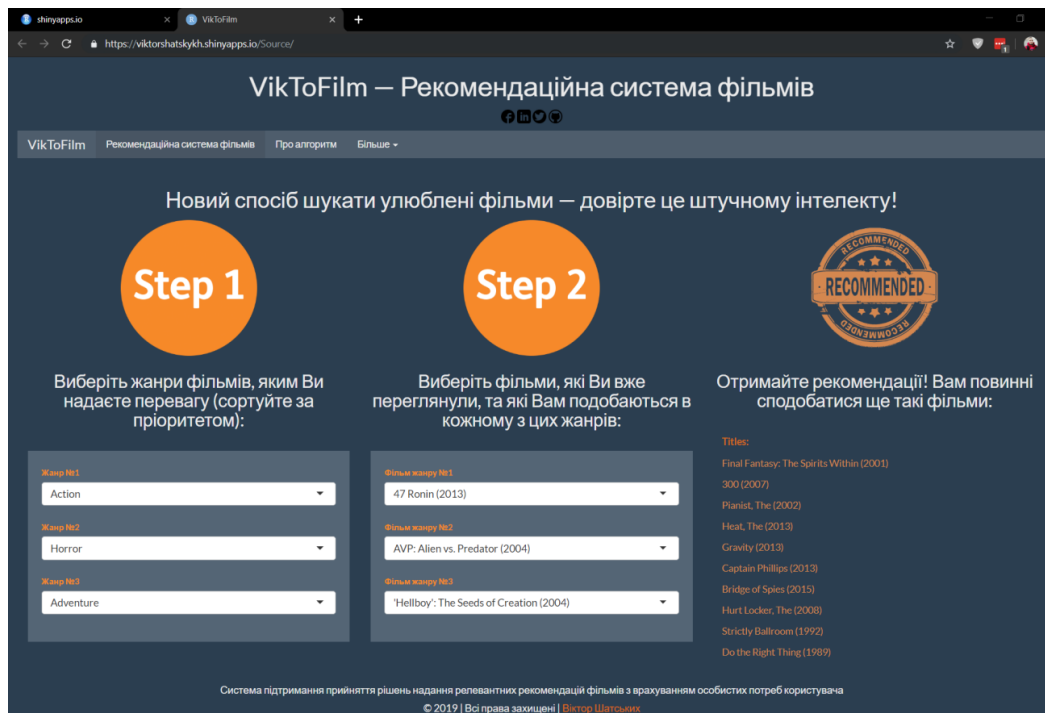 shinyapps.io
VikToFilm
https://viktorshatskykh.shinyapps.io/Source/
VikToFilm — Рекомендаційна система фільмів
VikToFilm Рекомендаційна система фільмів Про алгоритм Більше
Новий спосіб шукати улюблені фільми — довірте це штучному інтелекту!
Step 1
Step 2
RECOMMENDED
RECOMMENDED
RECOMMENDED
Виберіть жанри фільмів, яким Ви
надаєте перевагу (сортуйте за
пріоритетом):
Жанр №1
Action
Жанр №2
Horror
Жанр №3
Adventure
Виберіть фільми, які Ви вже
переглянули, та які Вам подобаються в
кожному з цих жанрів:
Фільм жанру №1
47 Ronin (2013)
Фільм жанру №2
AVP: Alien vs. Predator (2004)
Фільм жанру №3
'Hellboy': The Seeds of Creation (2004)
Отримайте рекомендації! Вам повинні
сподобатися ще такі фільми:
Titles:
Final Fantasy: The Spirits Within (2001)
300 (2007)
Pianist, The (2002)
Heat, The (2013)
Gravity (2013)
Captain Phillips (2013)
Bridge of Spies (2015)
Hurt Locker, The (2008)
Strictly Ballroom (1992)
Do the Right Thing (1989)
Система підтримання прийняття рішень надання релевантних рекомендацій фільмів з врахуванням особистих потреб користувача
© 2019 | Всі права захищені | Віктор Шатських